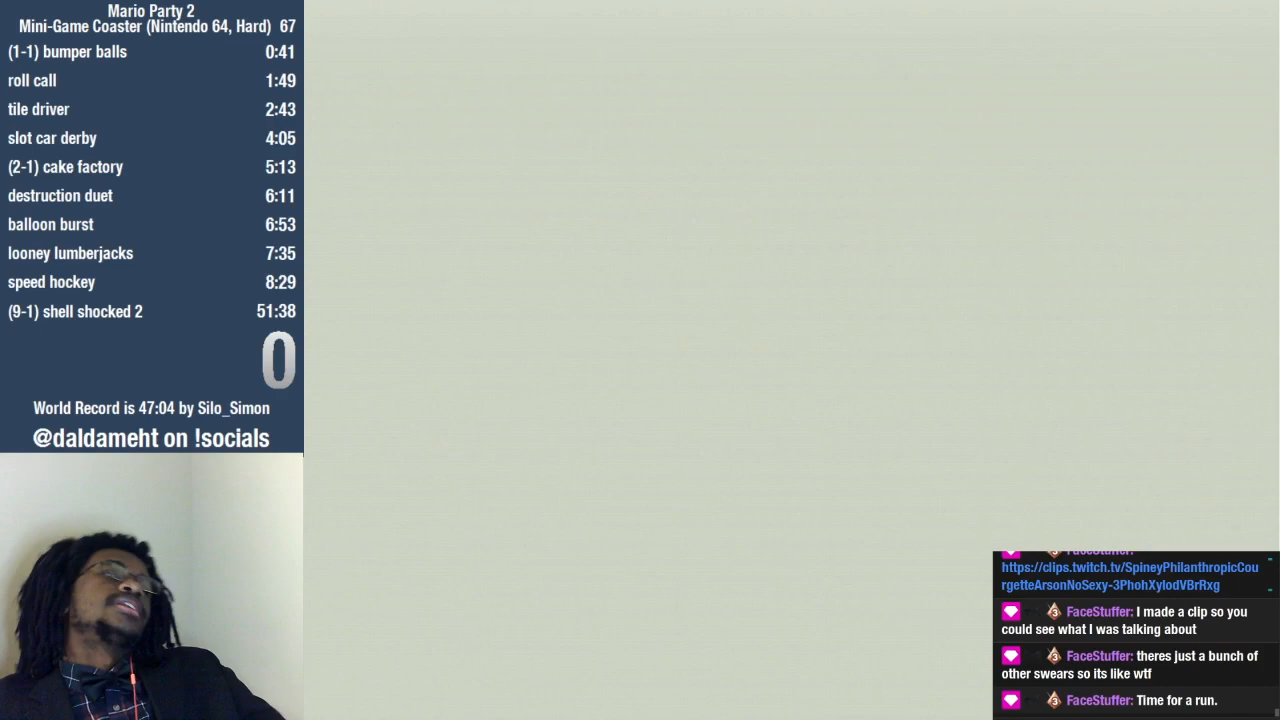 Mario Party 2
Mini-Game Coaster (Nintendo 64, Hard) 67
(1-1) bumper balls 0:41
roll call 1:49
tile driver 2:43
slot car derby 4:05
(2-1) cake factory 5:13
destruction duet 6:11
balloon burst 6:53
looney lumberjacks 7:35
speed hockey 8:29
(9-1) shell shocked 2 51:38
0
World Record is 47:04 by Silo_Simon
@daldameht on !socials
FaceStuffer:
https://clips.twitch.tv/SpineyPhilanthropicCou
rgetteArsonNoSexy-3PhohXylodVBrRxg
FaceStuffer: I made a clip so you
could see what I was talking about
FaceStuffer: theres just a bunch of
other swears so its like wtf
FaceStuffer: Time for a run.